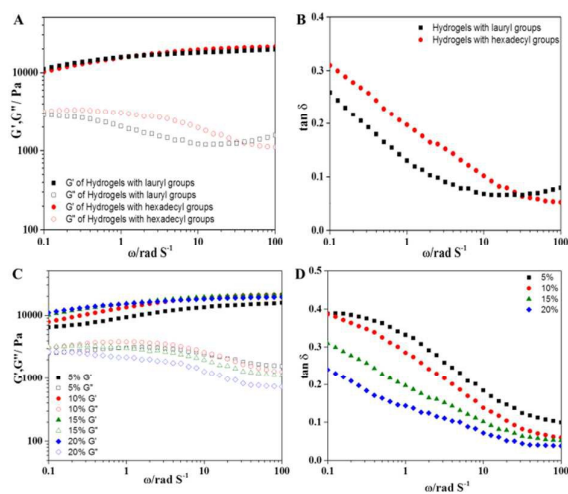 A
10000
1000
100
G',G''/ Pa
G' of Hydrogels with lauryl groups
G'' of Hydrogels with lauryl groups
G' of Hydrogels with hexadecyl groups
G'' of Hydrogels with hexadecyl groups
0.1 1 10 100
ω/rad S⁻¹
B
Hydrogels with lauryl groups
Hydrogels with hexadecyl groups
0.4
0.3
0.2
0.1
0.0
tan δ
0.1 1 10 100
ω/rad S⁻¹
C
10000
1000
100
G',G''/ Pa
5% G'
5% G''
10% G'
10% G''
15% G'
15% G''
20% G'
20% G''
0.1 1 10 100
ω/rad S⁻¹
D
5%
10%
15%
20%
0.5
0.4
0.3
0.2
0.1
0.0
tan δ
0.1 1 10 100
ω/rad S⁻¹